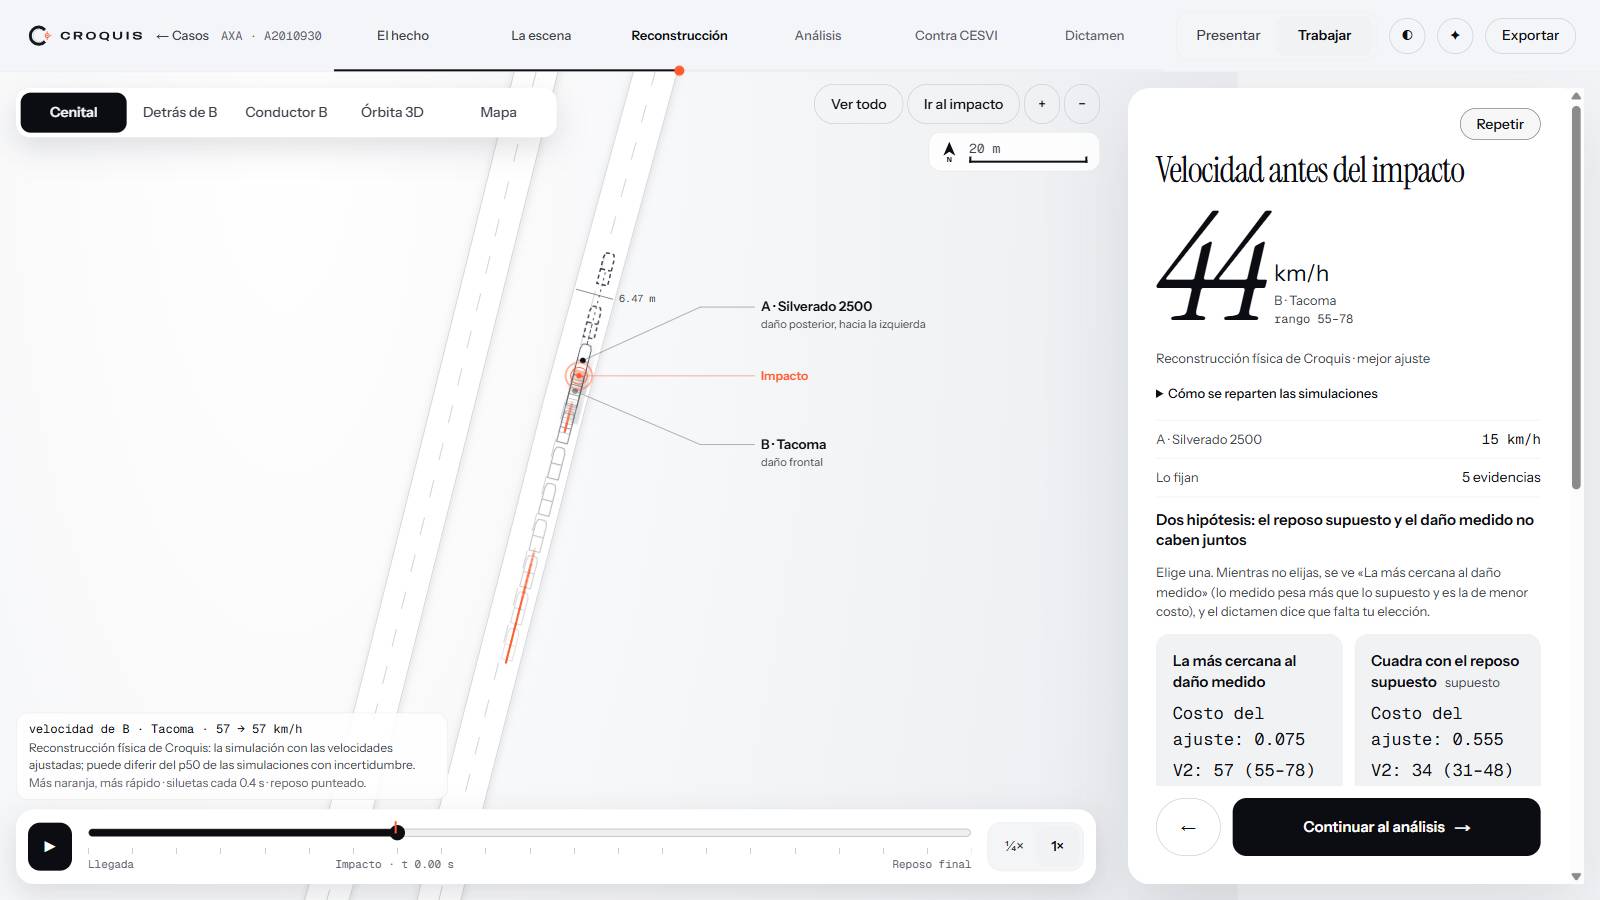 CROQUIS
← Casos
AXA · A2010930
El hecho
La escena
Reconstrucción
Análisis
Contra CESVI
Dictamen
Presentar
Trabajar
Exportar
Cenital
Detrás de B
Conductor B
Órbita 3D
Mapa
Ver todo
Ir al impacto
+
−
N
20 m
6.47 m
A · Silverado 2500
daño posterior, hacia la izquierda
Impacto
B · Tacoma
daño frontal
velocidad de B · Tacoma · 57 → 57 km/h
Reconstrucción física de Croquis: la simulación con las velocidades
ajustadas; puede diferir del p50 de las simulaciones con incertidumbre.
Más naranja, más rápido · siluetas cada 0.4 s · reposo punteado.
Llegada
Impacto · t 0.00 s
Reposo final
¼×
1×
Repetir
Velocidad antes del impacto
44
km/h
B · Tacoma
rango 55–78
Reconstrucción física de Croquis · mejor ajuste
▶ Cómo se reparten las simulaciones
A · Silverado 2500
15 km/h
Lo fijan
5 evidencias
Dos hipótesis: el reposo supuesto y el daño medido no
caben juntos
Elige una. Mientras no elijas, se ve «La más cercana al daño
medido» (lo medido pesa más que lo supuesto y es la de menor
costo), y el dictamen dice que falta tu elección.
La más cercana al
daño medido
Costo del
ajuste: 0.075
V2: 57 (55–78)
Cuadra con el reposo
supuesto supuesto
Costo del
ajuste: 0.555
V2: 34 (31–48)
←
Continuar al análisis →